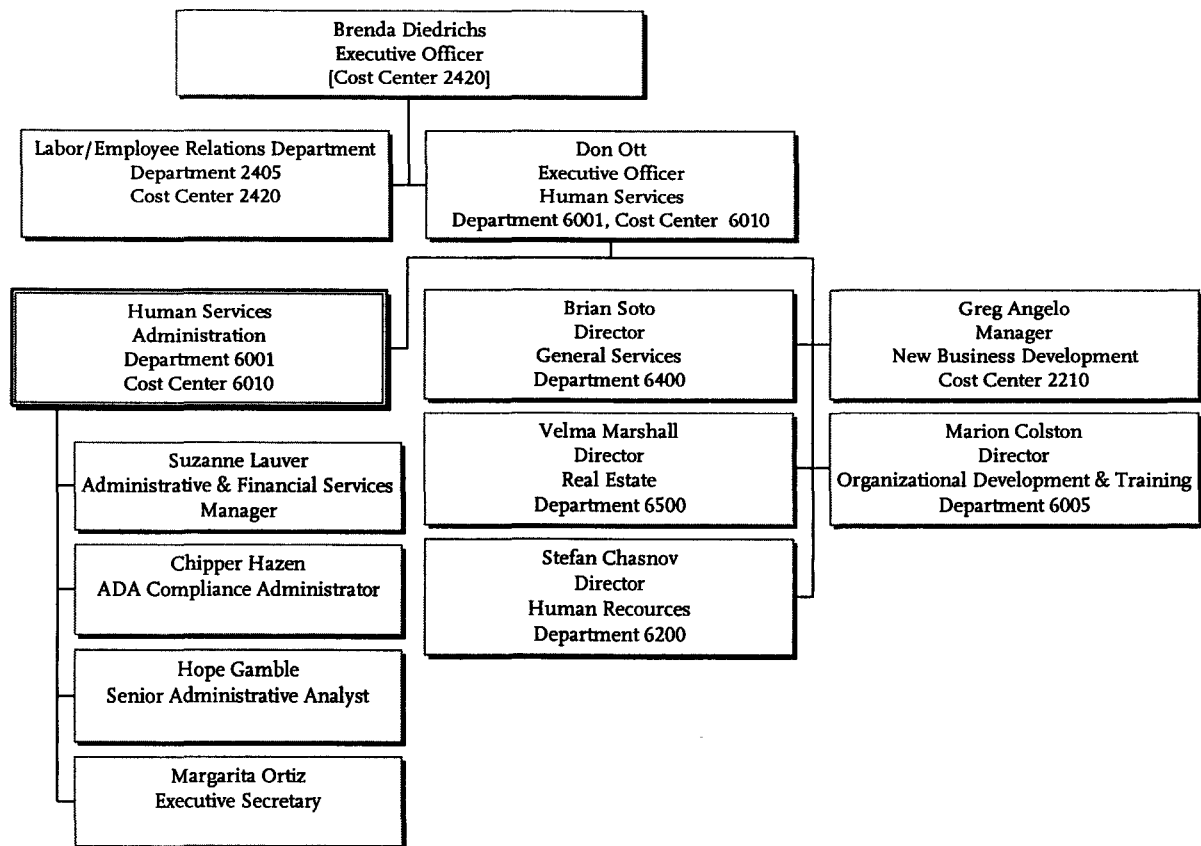 Brenda Diedrichs
Executive Officer
[Cost Center 2420]
Labor/Employee Relations Department
Department 2405
Cost Center 2420
Don Ott
Executive Officer
Human Services
Department 6001, Cost Center 6010
Human Services
Administration
Department 6001
Cost Center 6010
Brian Soto
Director
General Services
Department 6400
Greg Angelo
Manager
New Business Development
Cost Center 2210
Suzanne Lauver
Administrative & Financial Services
Manager
Velma Marshall
Director
Real Estate
Department 6500
Marion Colston
Director
Organizational Development & Training
Department 6005
Chipper Hazen
ADA Compliance Administrator
Stefan Chasnov
Director
Human Recources
Department 6200
Hope Gamble
Senior Administrative Analyst
Margarita Ortiz
Executive Secretary